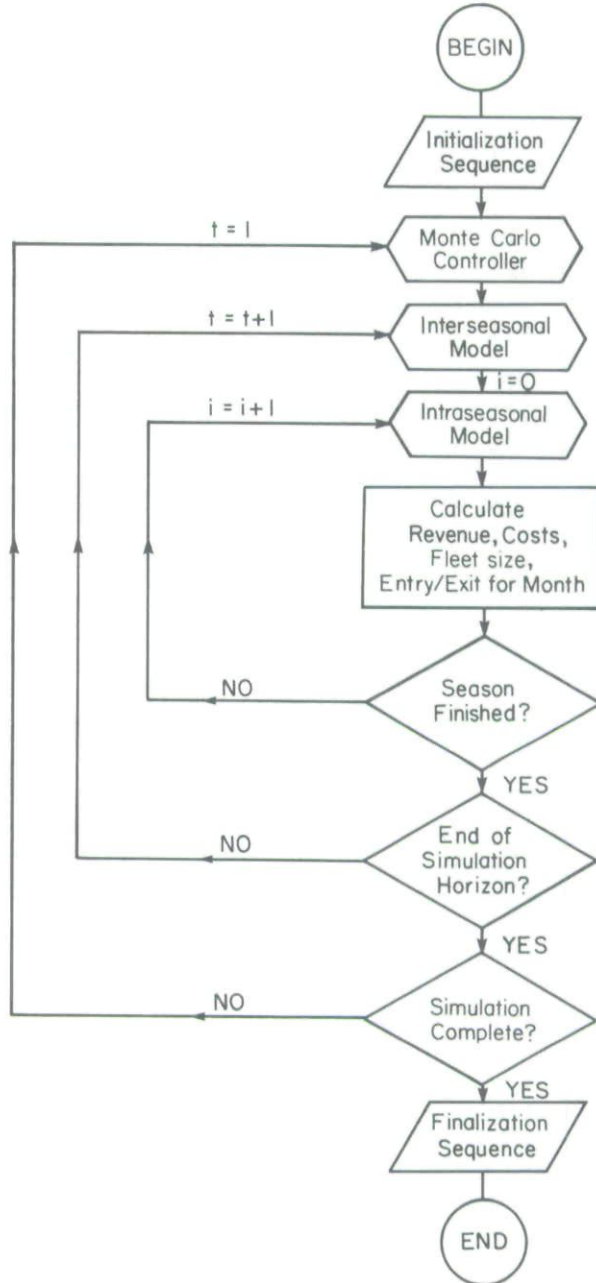 BEGIN
Initialization
Sequence
t = 1
Monte Carlo
Controller
t = t+1
Interseasonal
Model
i=0
i = i+1
Intraseasonal
Model
Calculate
Revenue, Costs,
Fleet size,
Entry/Exit for Month
NO
Season
Finished?
YES
NO
End of
Simulation
Horizon?
YES
NO
Simulation
Complete?
YES
Finalization
Sequence
END